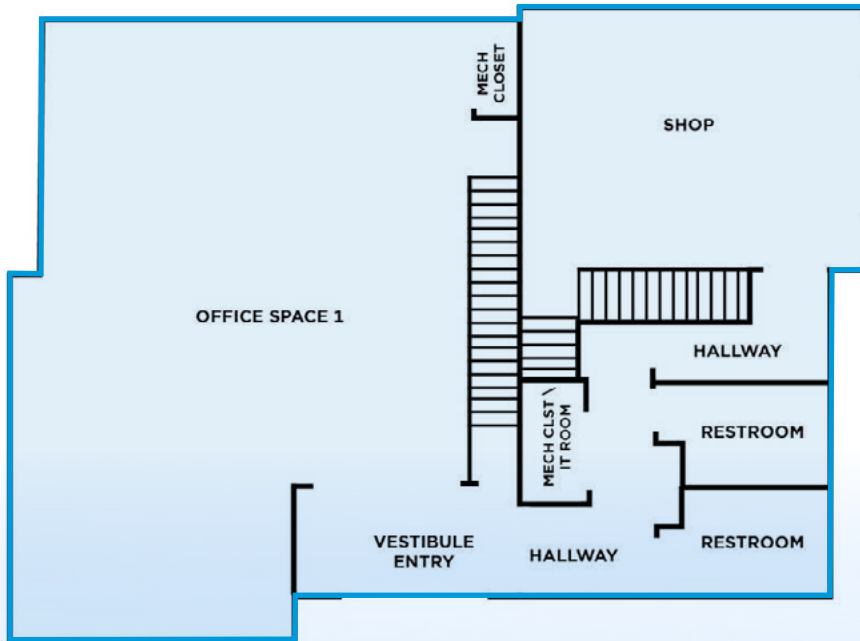 MECH
CLOSET
SHOP
OFFICE SPACE 1
HALLWAY
MECH CLST \
IT ROOM
RESTROOM
VESTIBULE
ENTRY
HALLWAY
RESTROOM